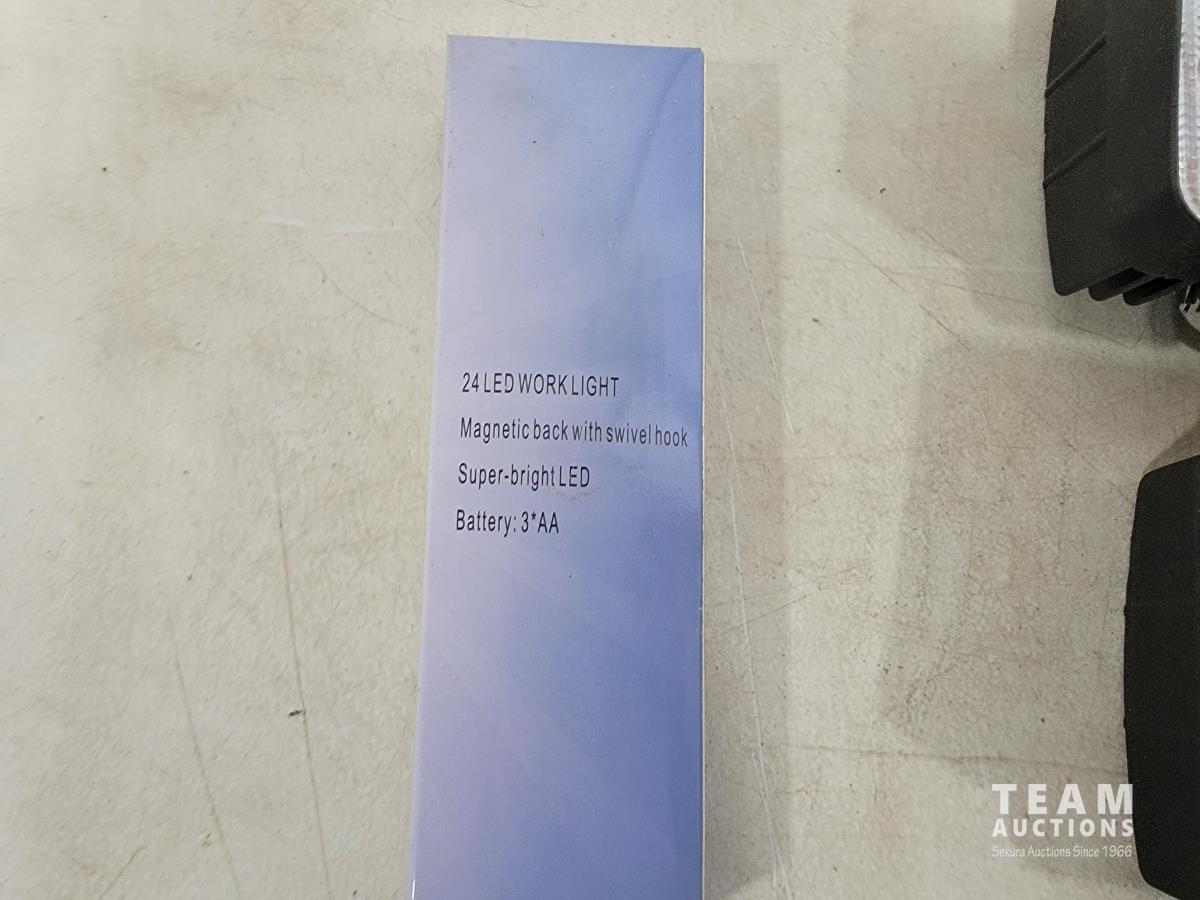 24 LED WORK LIGHT
Magnetic back with swivel hook
Super-bright LED
Battery: 3*AA
TEAM
AUCTIONS
Sekura Auctions Since 1966